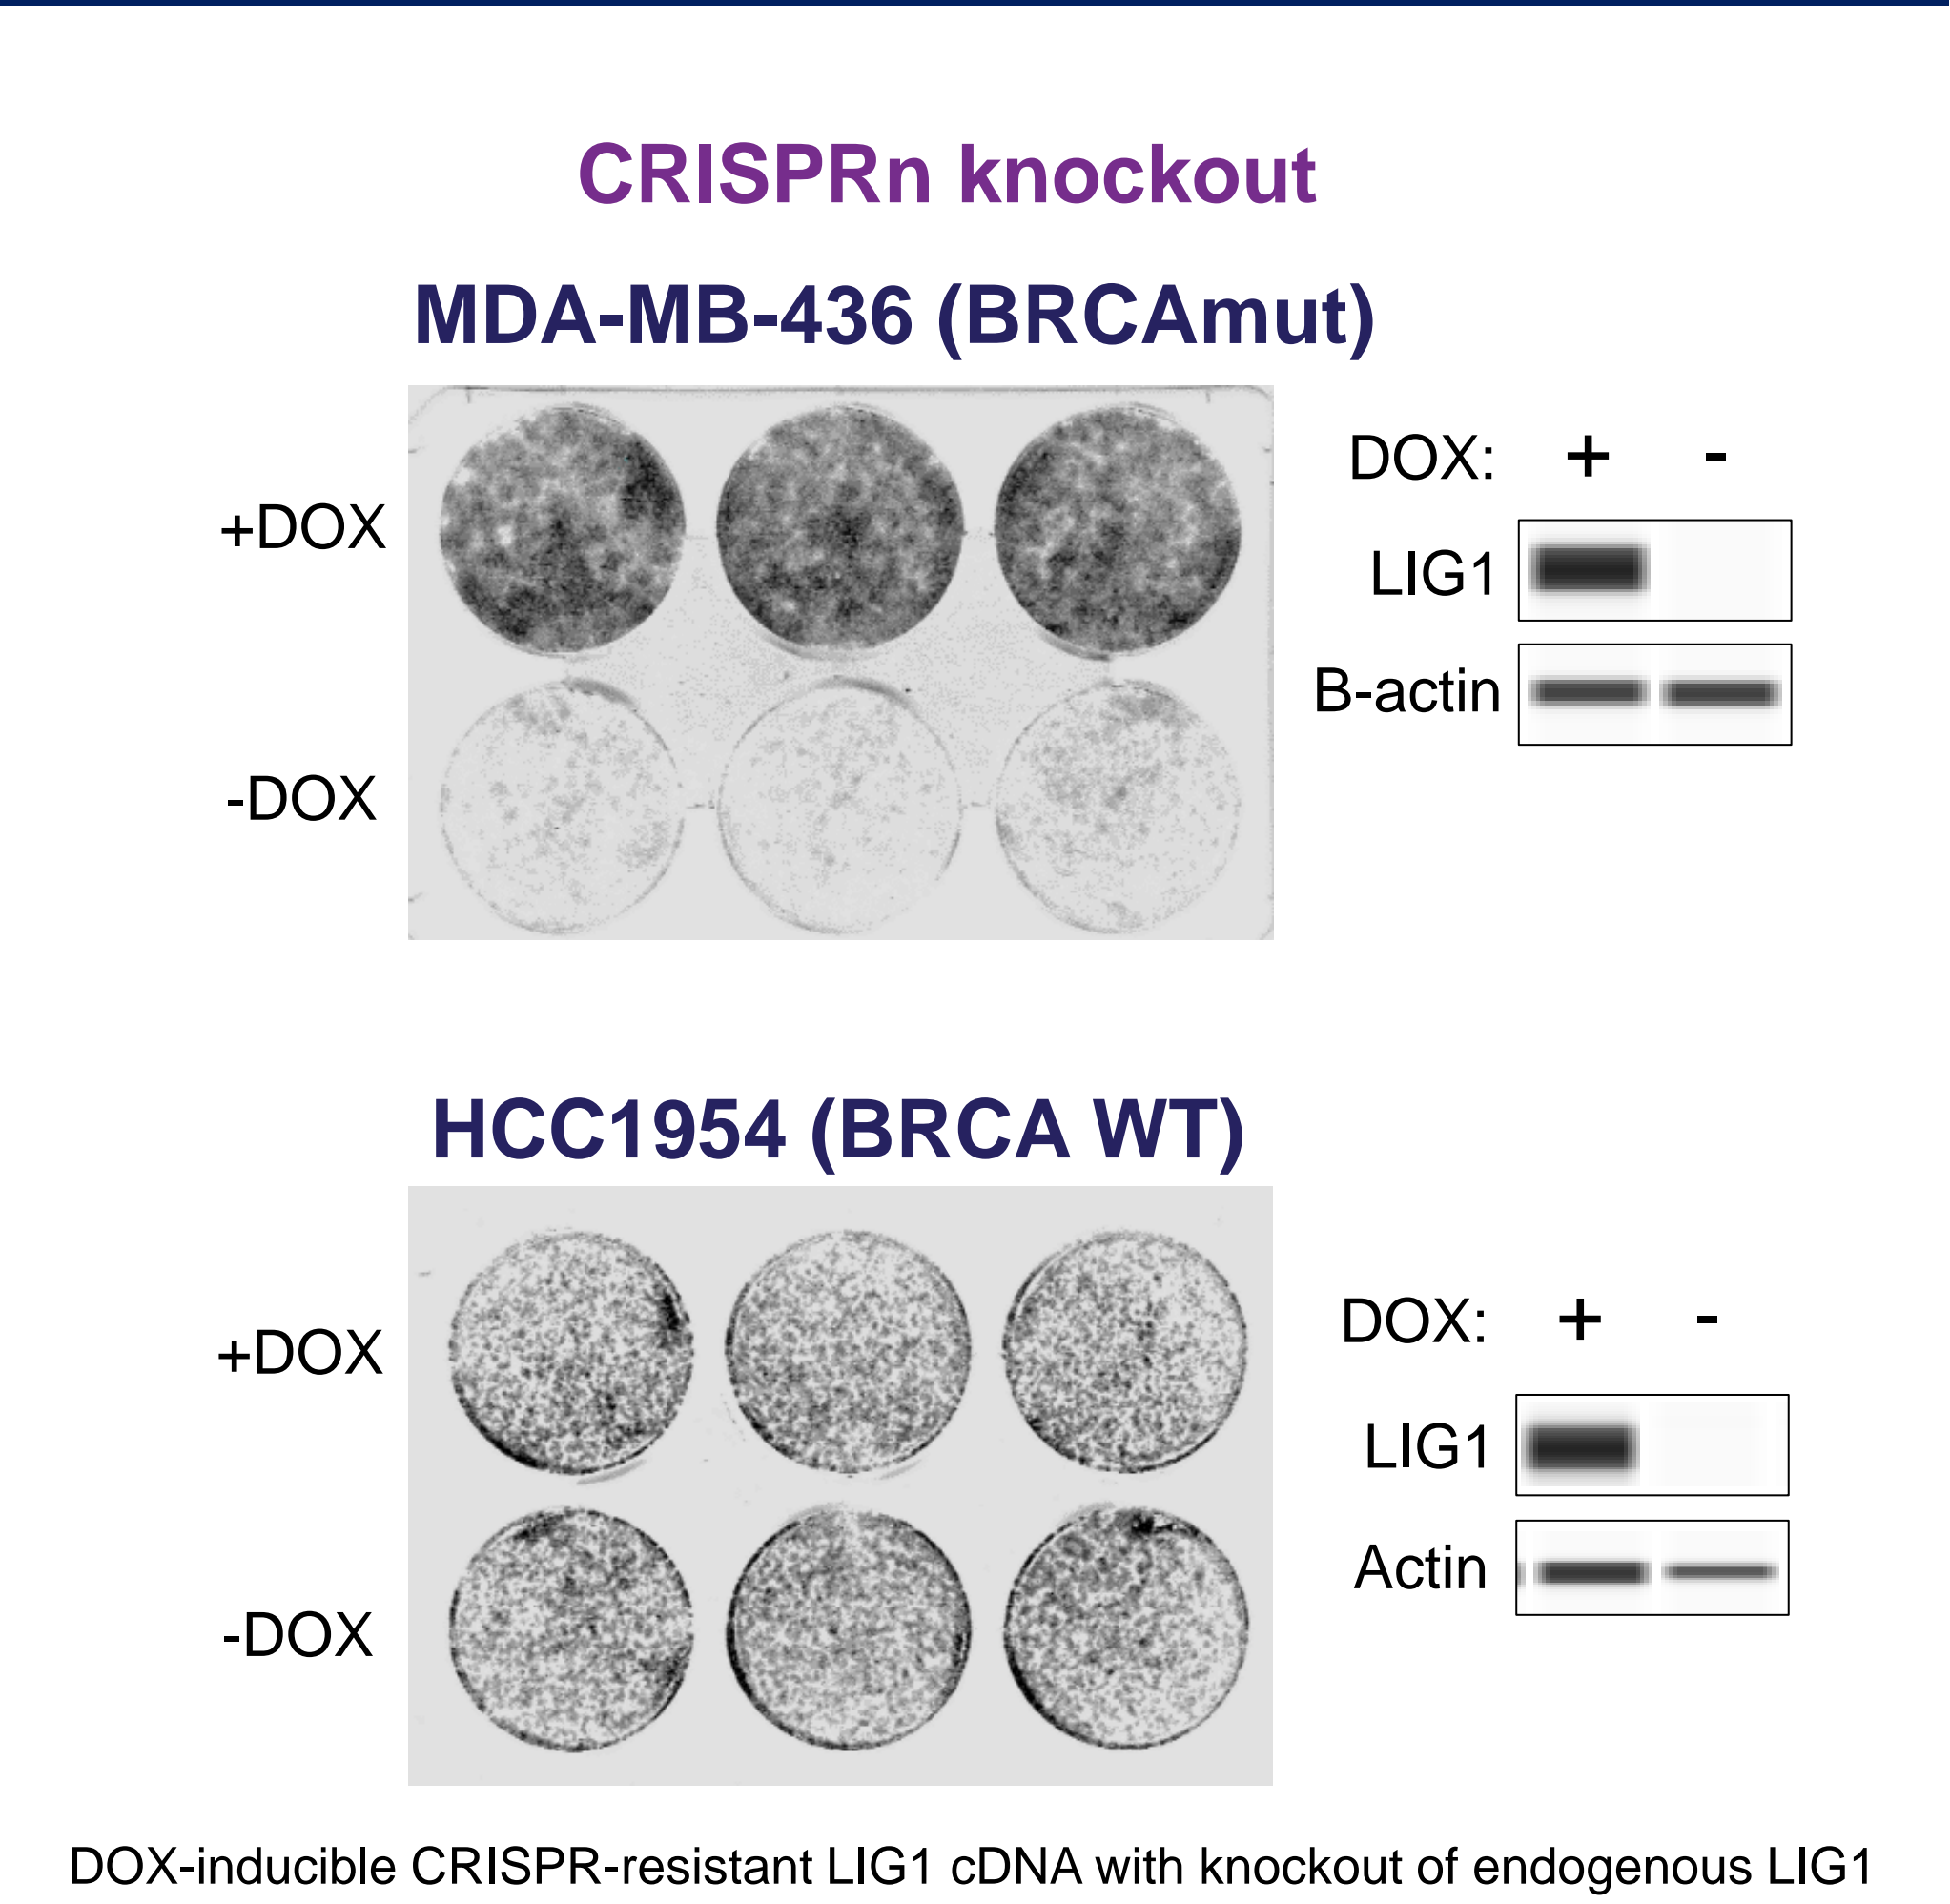 CRISPRn knockout
MDA-MB-436 (BRCAmut)
+DOX
-DOX
DOX: + -
LIG1
B-actin
HCC1954 (BRCA WT)
+DOX
-DOX
DOX: + -
LIG1
Actin
DOX-inducible CRISPR-resistant LIG1 cDNA with knockout of endogenous LIG1